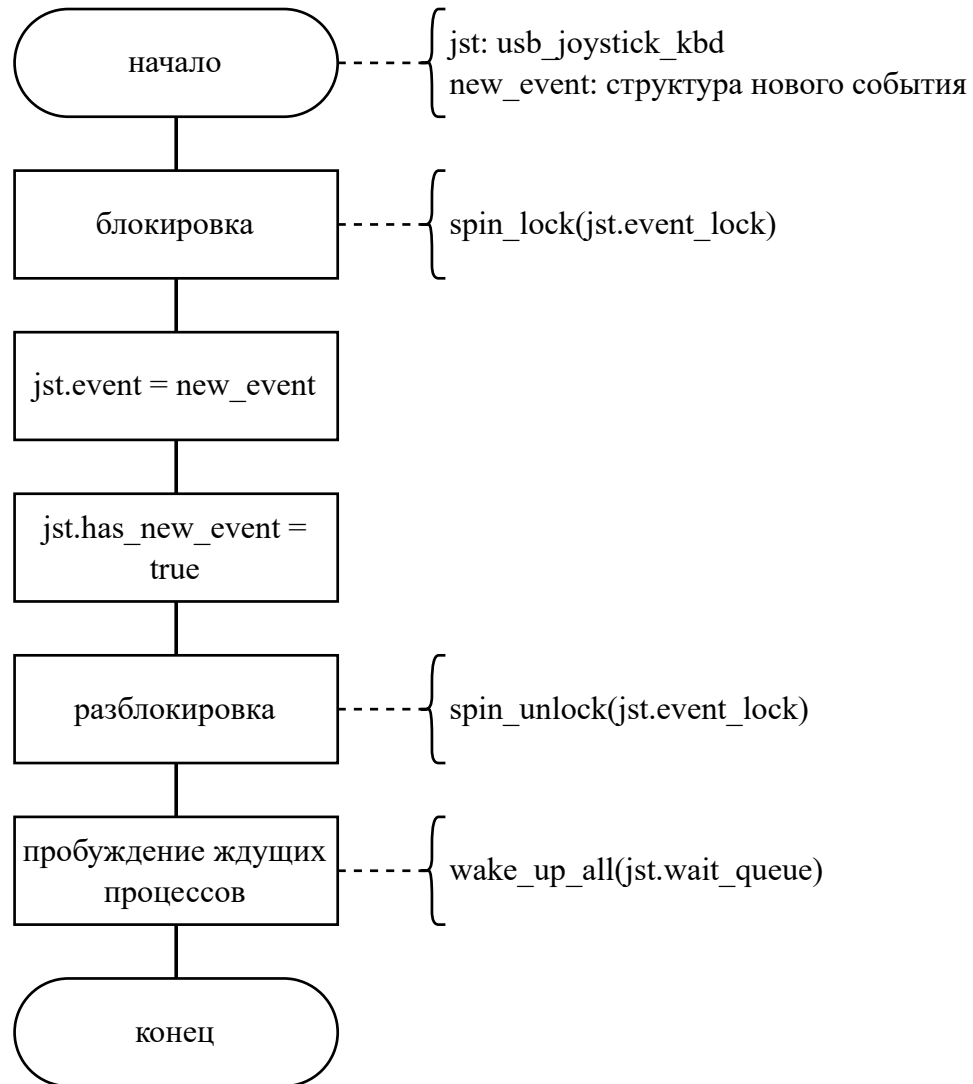 начало
jst: usb_joystick_kbd
new_event: структура нового события
блокировка
spin_lock(jst.event_lock)
jst.event = new_event
jst.has_new_event =
true
разблокировка
spin_unlock(jst.event_lock)
пробуждение ждущих
процессов
wake_up_all(jst.wait_queue)
конец